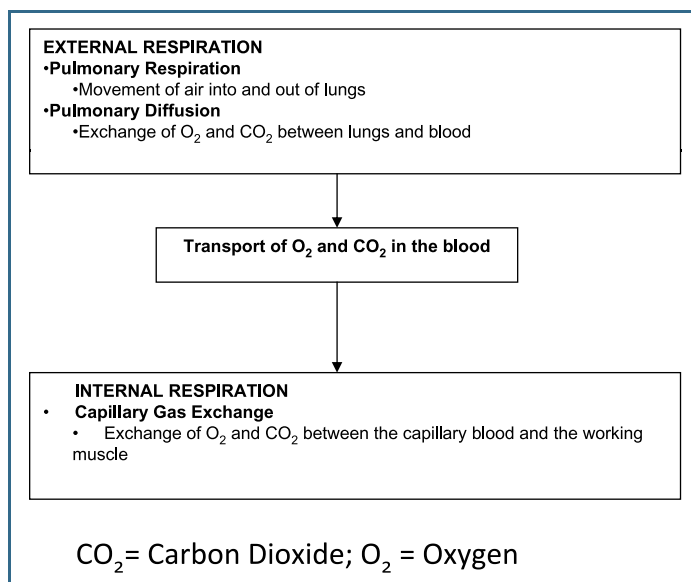 EXTERNAL RESPIRATION
•Pulmonary Respiration
•Movement of air into and out of lungs
•Pulmonary Diffusion
•Exchange of O₂ and CO₂ between lungs and blood
Transport of O₂ and CO₂ in the blood
INTERNAL RESPIRATION
• Capillary Gas Exchange
• Exchange of O₂ and CO₂ between the capillary blood and the working
muscle
CO₂= Carbon Dioxide; O₂ = Oxygen